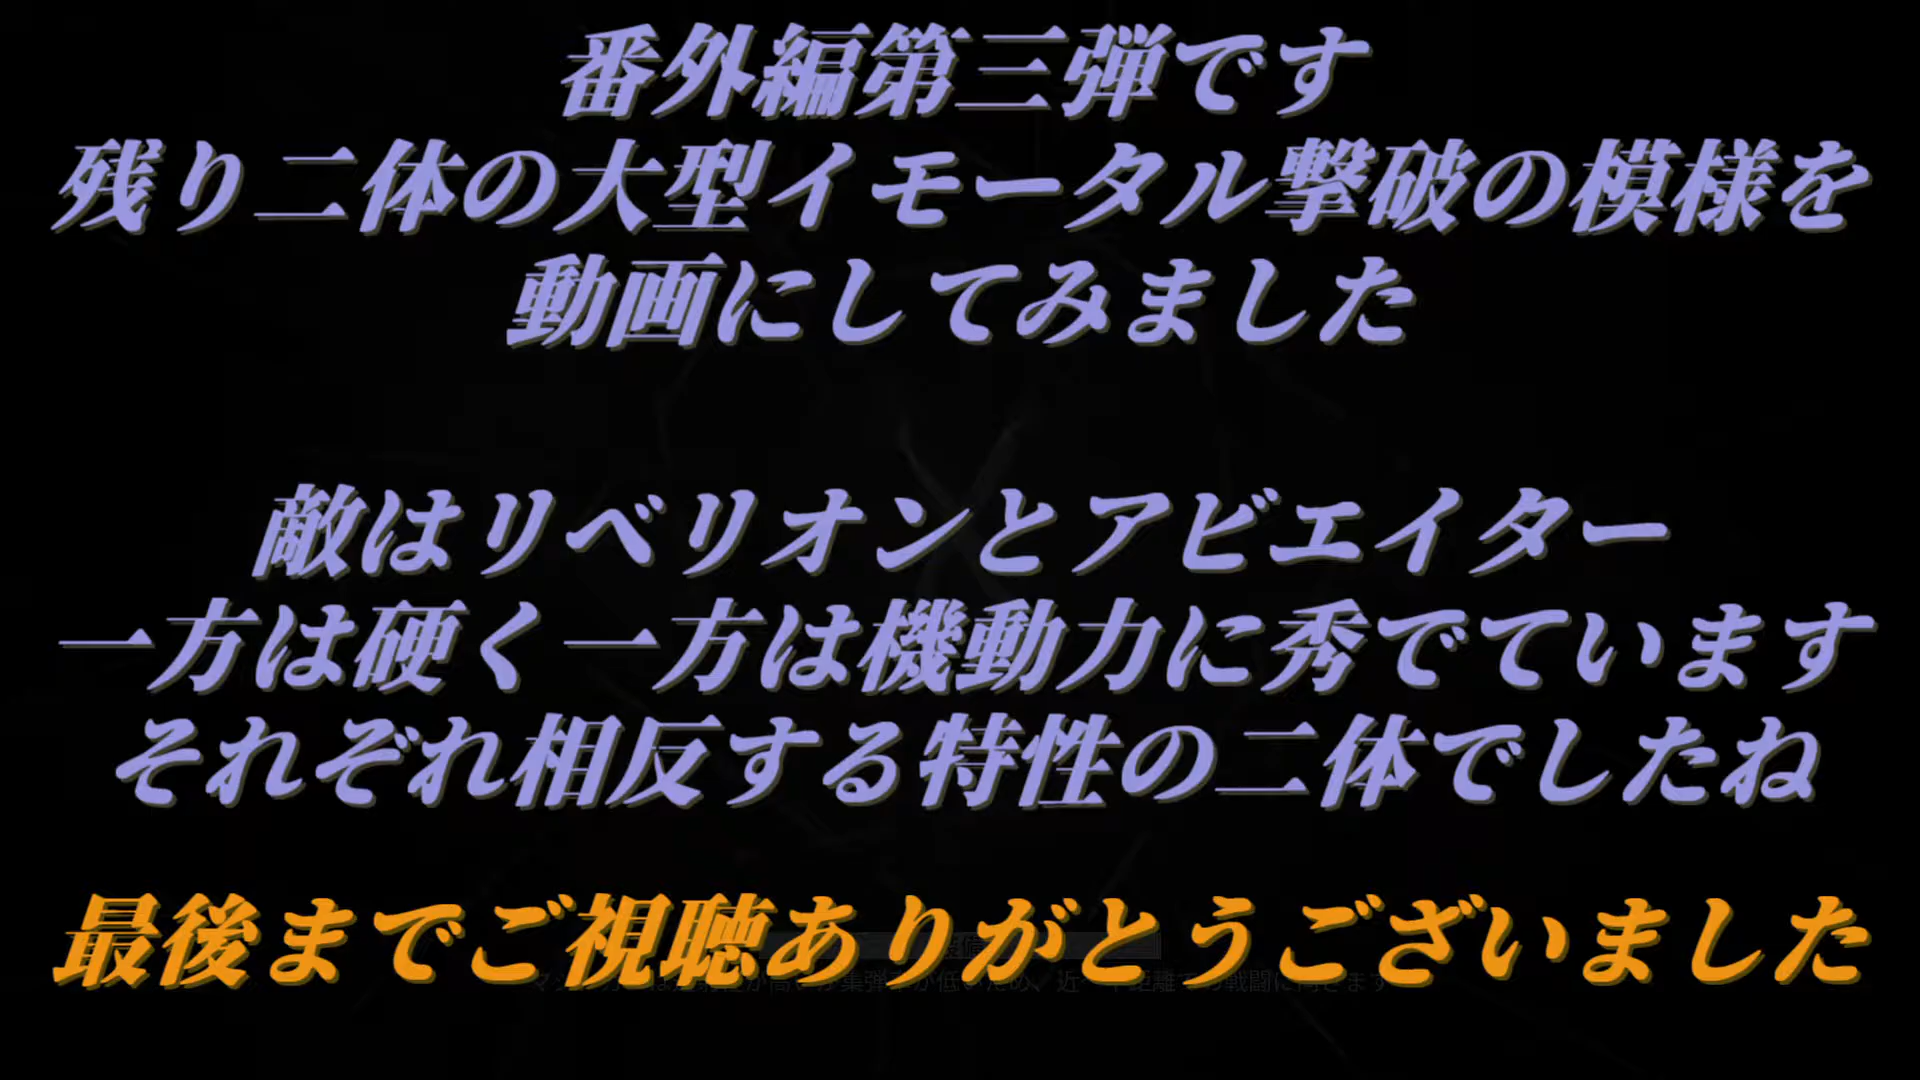 番外編第三弾です
残り二体の大型イモータル撃破の模様を
動画にしてみました
敵はリベリオンとアビエイター
一方は硬く一方は機動力に秀でています
それぞれ相反する特性の二体でしたね
最後までご視聴ありがとうございました